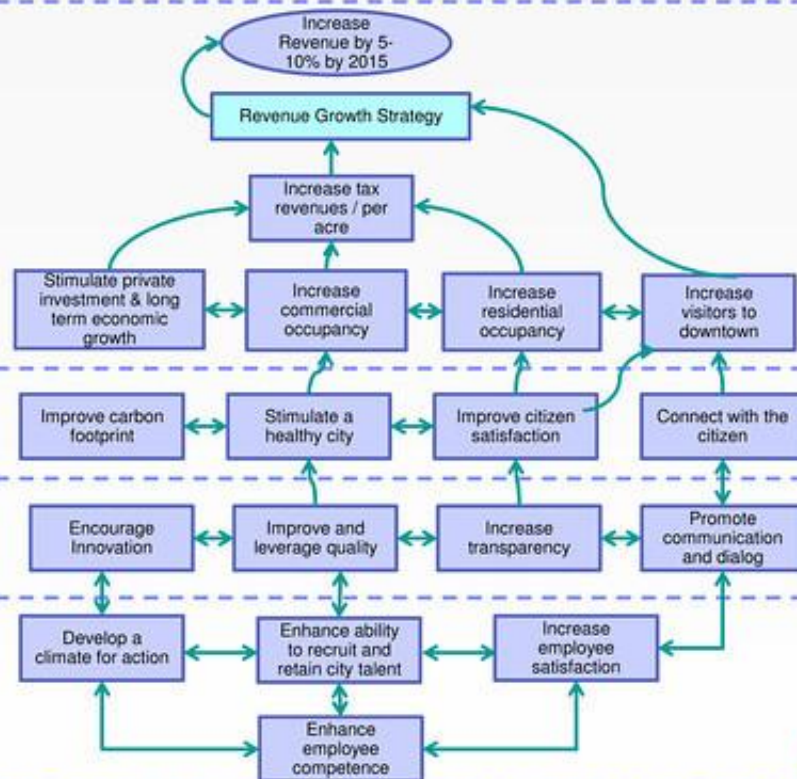 Increase
Revenue by 5-
10% by 2015
Revenue Growth Strategy
Increase tax
revenues / per
acre
Stimulate private
investment & long
term economic
growth
Increase
commercial
occupancy
Increase
residential
occupancy
Increase
visitors to
downtown
Improve carbon
footprint
Stimulate a
healthy city
Improve citizen
satisfaction
Connect with the
citizen
Encourage
Innovation
Improve and
leverage quality
Increase
transparency
Promote
communication
and dialog
Develop a
climate for action
Enhance ability
to recruit and
retain city talent
Increase
employee
satisfaction
Enhance
employee
competence